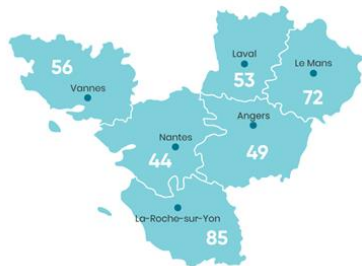 56
Vannes
Laval
53
Le Mans
72
Nantes
44
Angers
49
La-Roche-sur-Yon
85